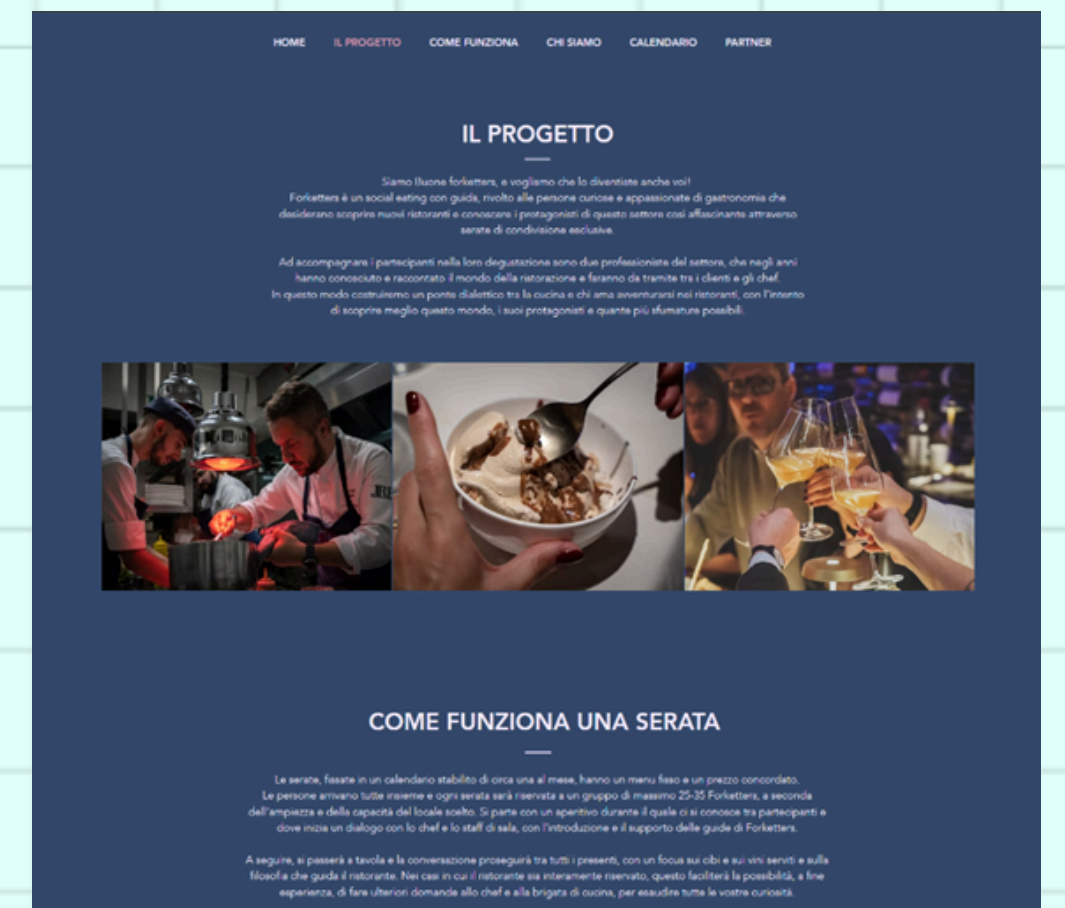 HOME IL PROGETTO COME FUNZIONA CHI SIAMO CALENDARIO PARTNER
IL PROGETTO
Siamo Buone forketters, e vogliamo che lo diventiate anche voi!
Forketters è un social eating con guida, rivolto alle persone curiose e appassionate di gastronomia che
desiderano scoprire nuovi ristoranti e conoscere i protagonisti di questo settore così affascinante attraverso
serate di condivisione esclusive.
Ad accompagnare i partecipanti nella loro degustazione sono due professioniste del settore, che negli anni
hanno conosciuto e raccontato il mondo della ristorazione e faranno da tramite tra i clienti e gli chef.
In questo modo costruiremo un ponte dialettico tra la cucina e chi ama avventurarsi nei ristoranti, con l'intento
di scoprire meglio questo mondo, i suoi protagonisti e quante più sfumature possibili.
COME FUNZIONA UNA SERATA
Le serate, fissate in un calendario stabilito di circa una al mese, hanno un menu fisso e un prezzo concordato.
Le persone arrivano tutte insieme e ogni serata sarà riservata a un gruppo di massimo 25-35 Forketters, a seconda
dell'ampiezza e della capacità del locale scelto. Si parte con un aperitivo durante il quale ci si conosce tra partecipanti e
dove inizia un dialogo con lo chef e lo staff di sala, con l'introduzione e il supporto delle guide di Forketters.
A seguire, si passerà a tavola e la conversazione proseguirà tra tutti i presenti, con un focus sui cibi e sui vini serviti e sulla
filosofia che guida il ristorante. Nei casi in cui il ristorante sia interamente riservato, questo faciliterà la possibilità, a fine
esperienza, di fare ulteriori domande allo chef e alla brigata di cucina, per esaudire tutte le vostre curiosità.